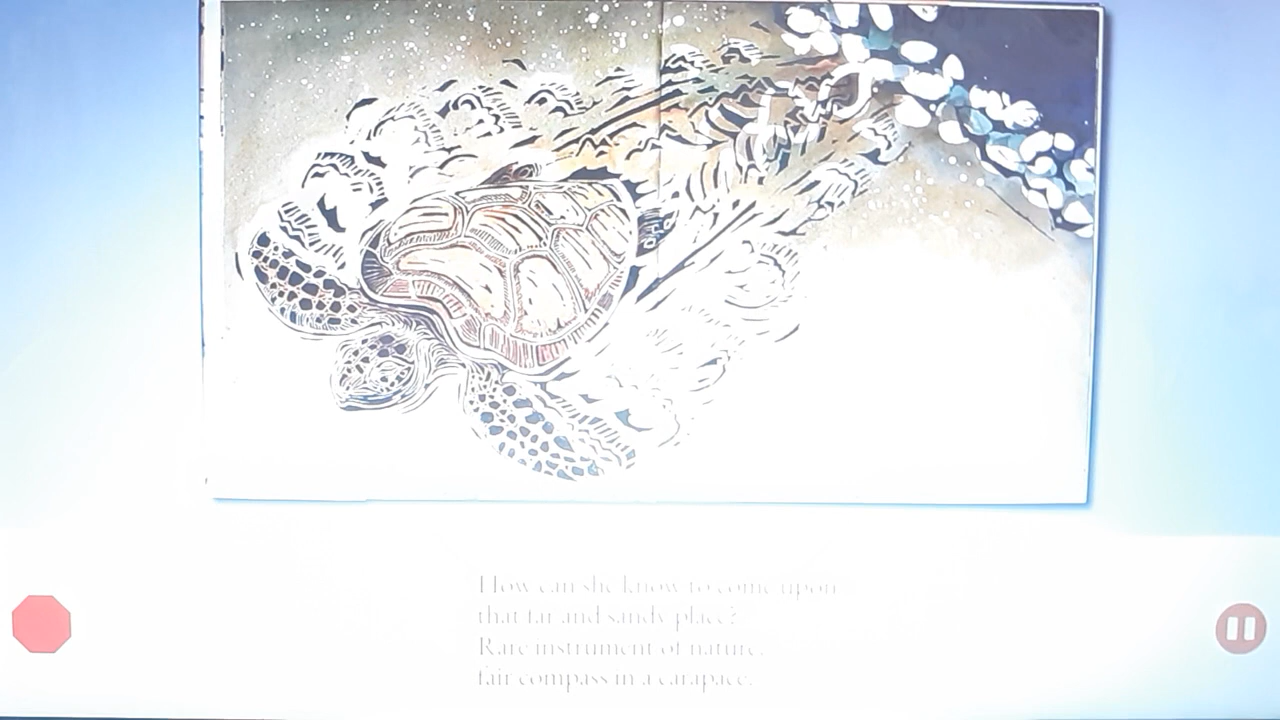 How can she know to come upon
that far and sandy place?
Rare instrument of nature,
fair compass in a carapace.